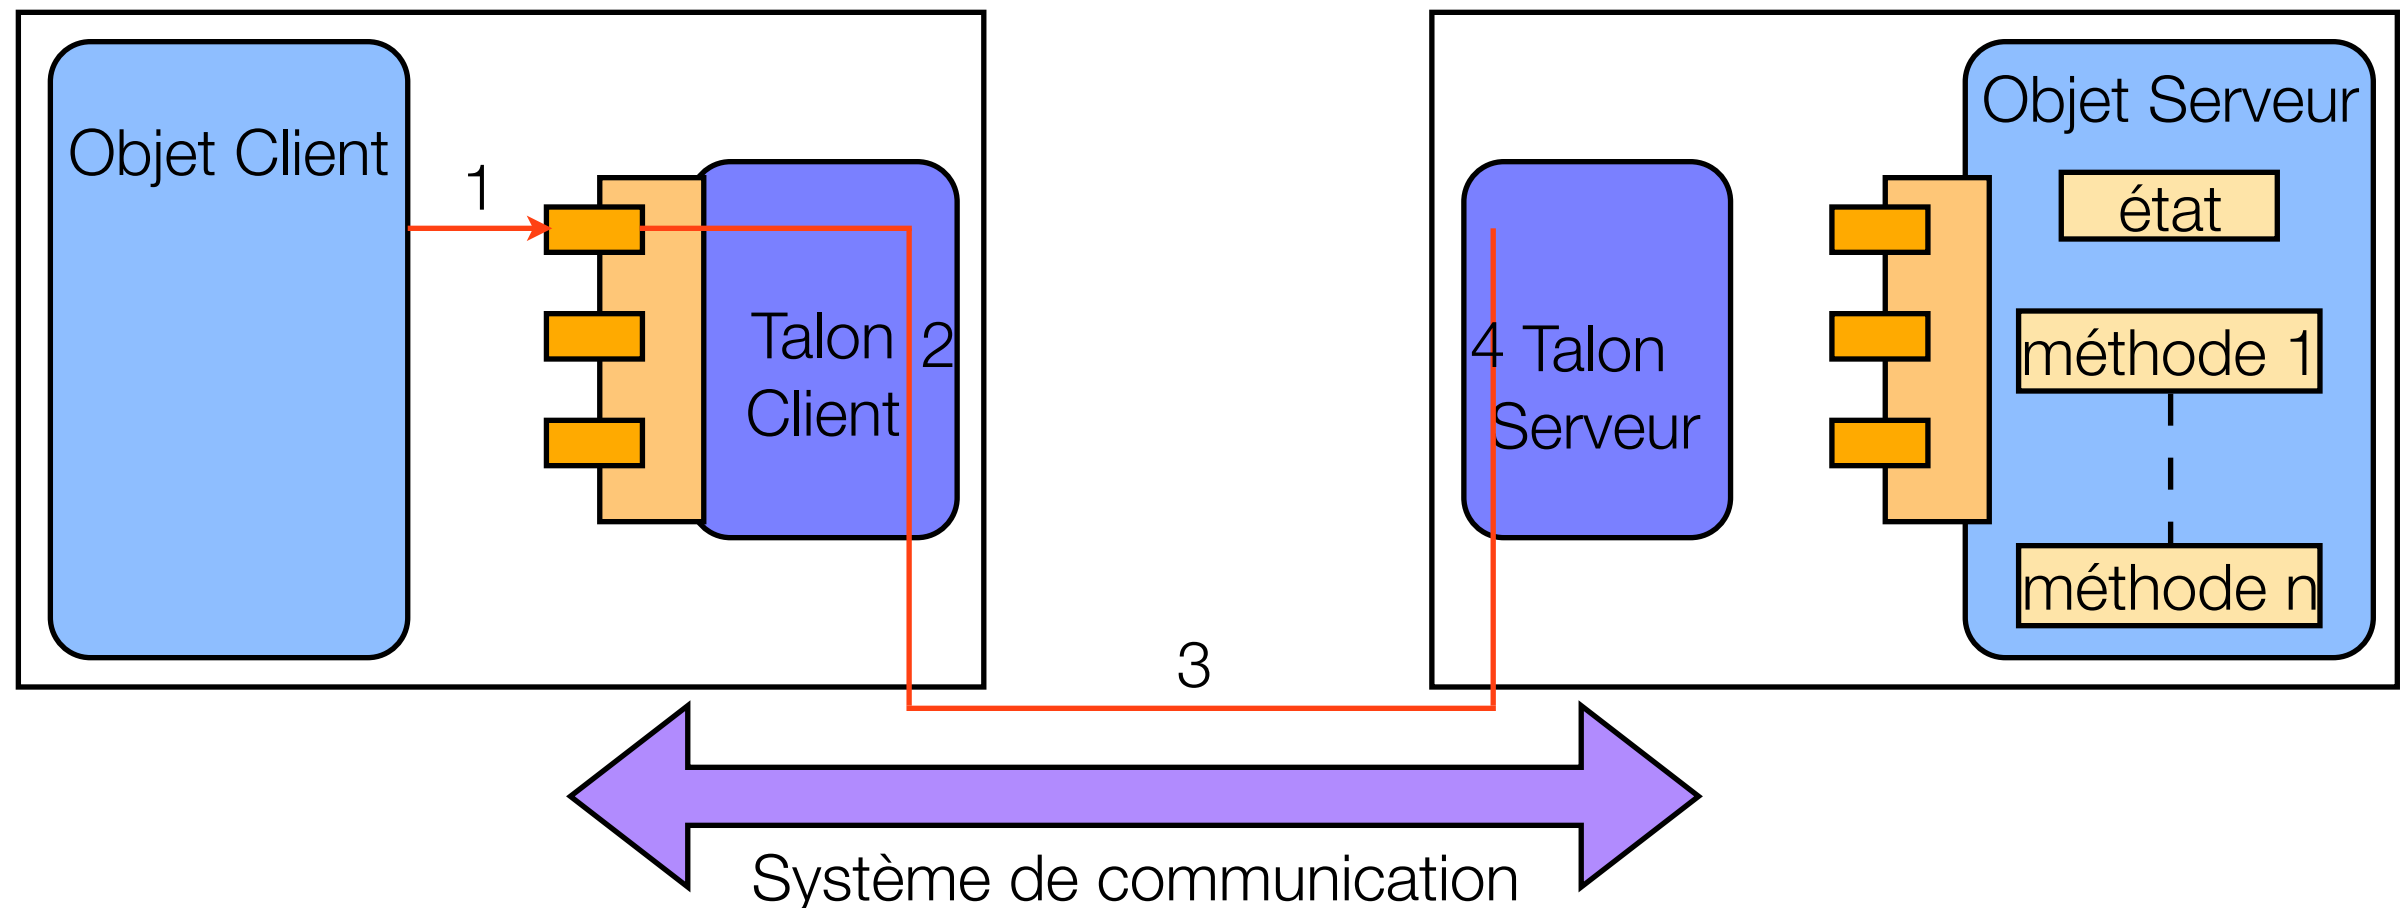 Objet Client
1
Talon
Client
2
3
4
Talon
Serveur
Objet Serveur
état
méthode 1
méthode n
Système de communication